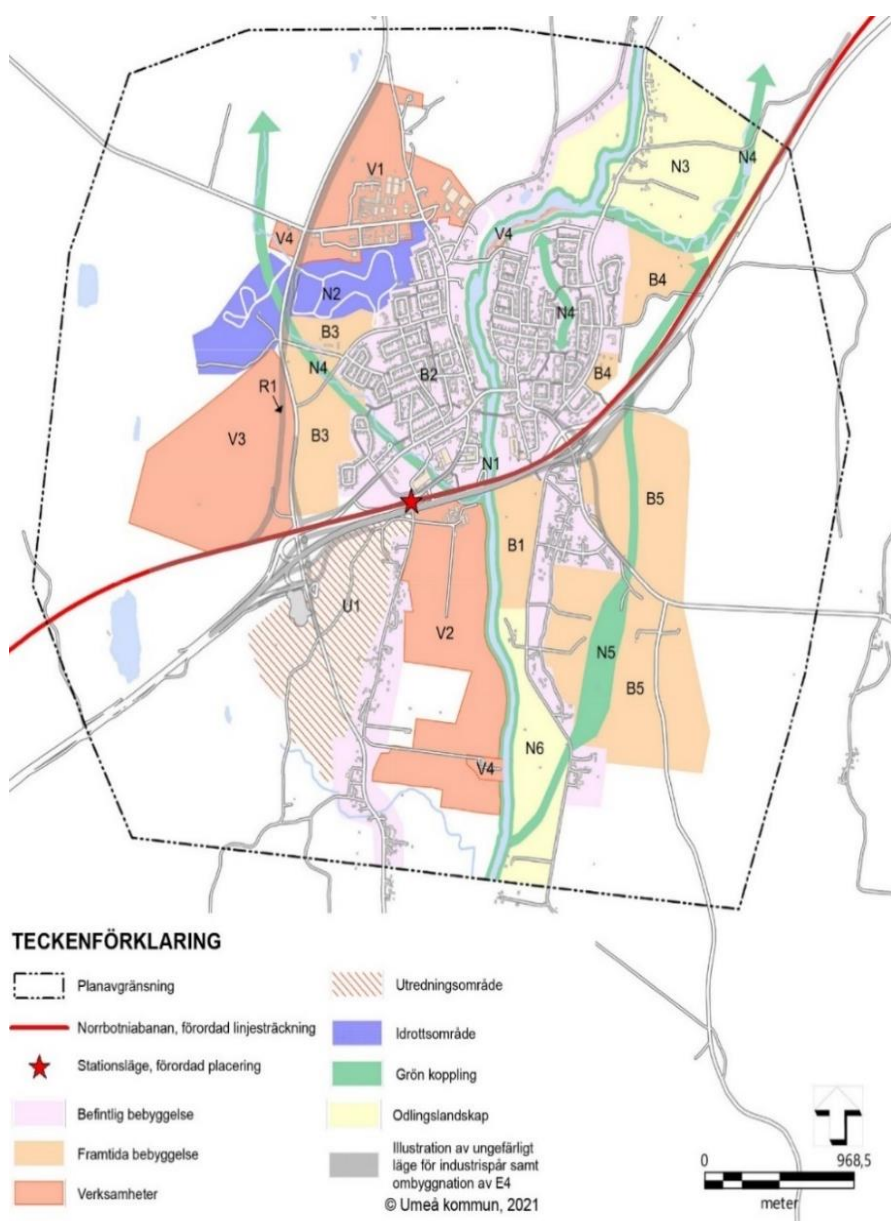 V1
N3
N4
V4
V4
N2
B4
B3
N4
N4
B2
R1
B4
V3
B3
N1
B5
B1
U1
V2
N5
B5
N6
V4
TECKENFÖRKLARING
Planavgränsning
Norrbotniabanan, förordad linjesträckning
Stationsläge, förordad placering
Befintlig bebyggelse
Framtida bebyggelse
Verksamheter
Utredningsområde
Idrottsområde
Grön koppling
Odlingslandskap
Illustration av ungefärligt
läge för industrispår samt
ombyggnation av E4
© Umeå kommun, 2021
0 968,5
meter